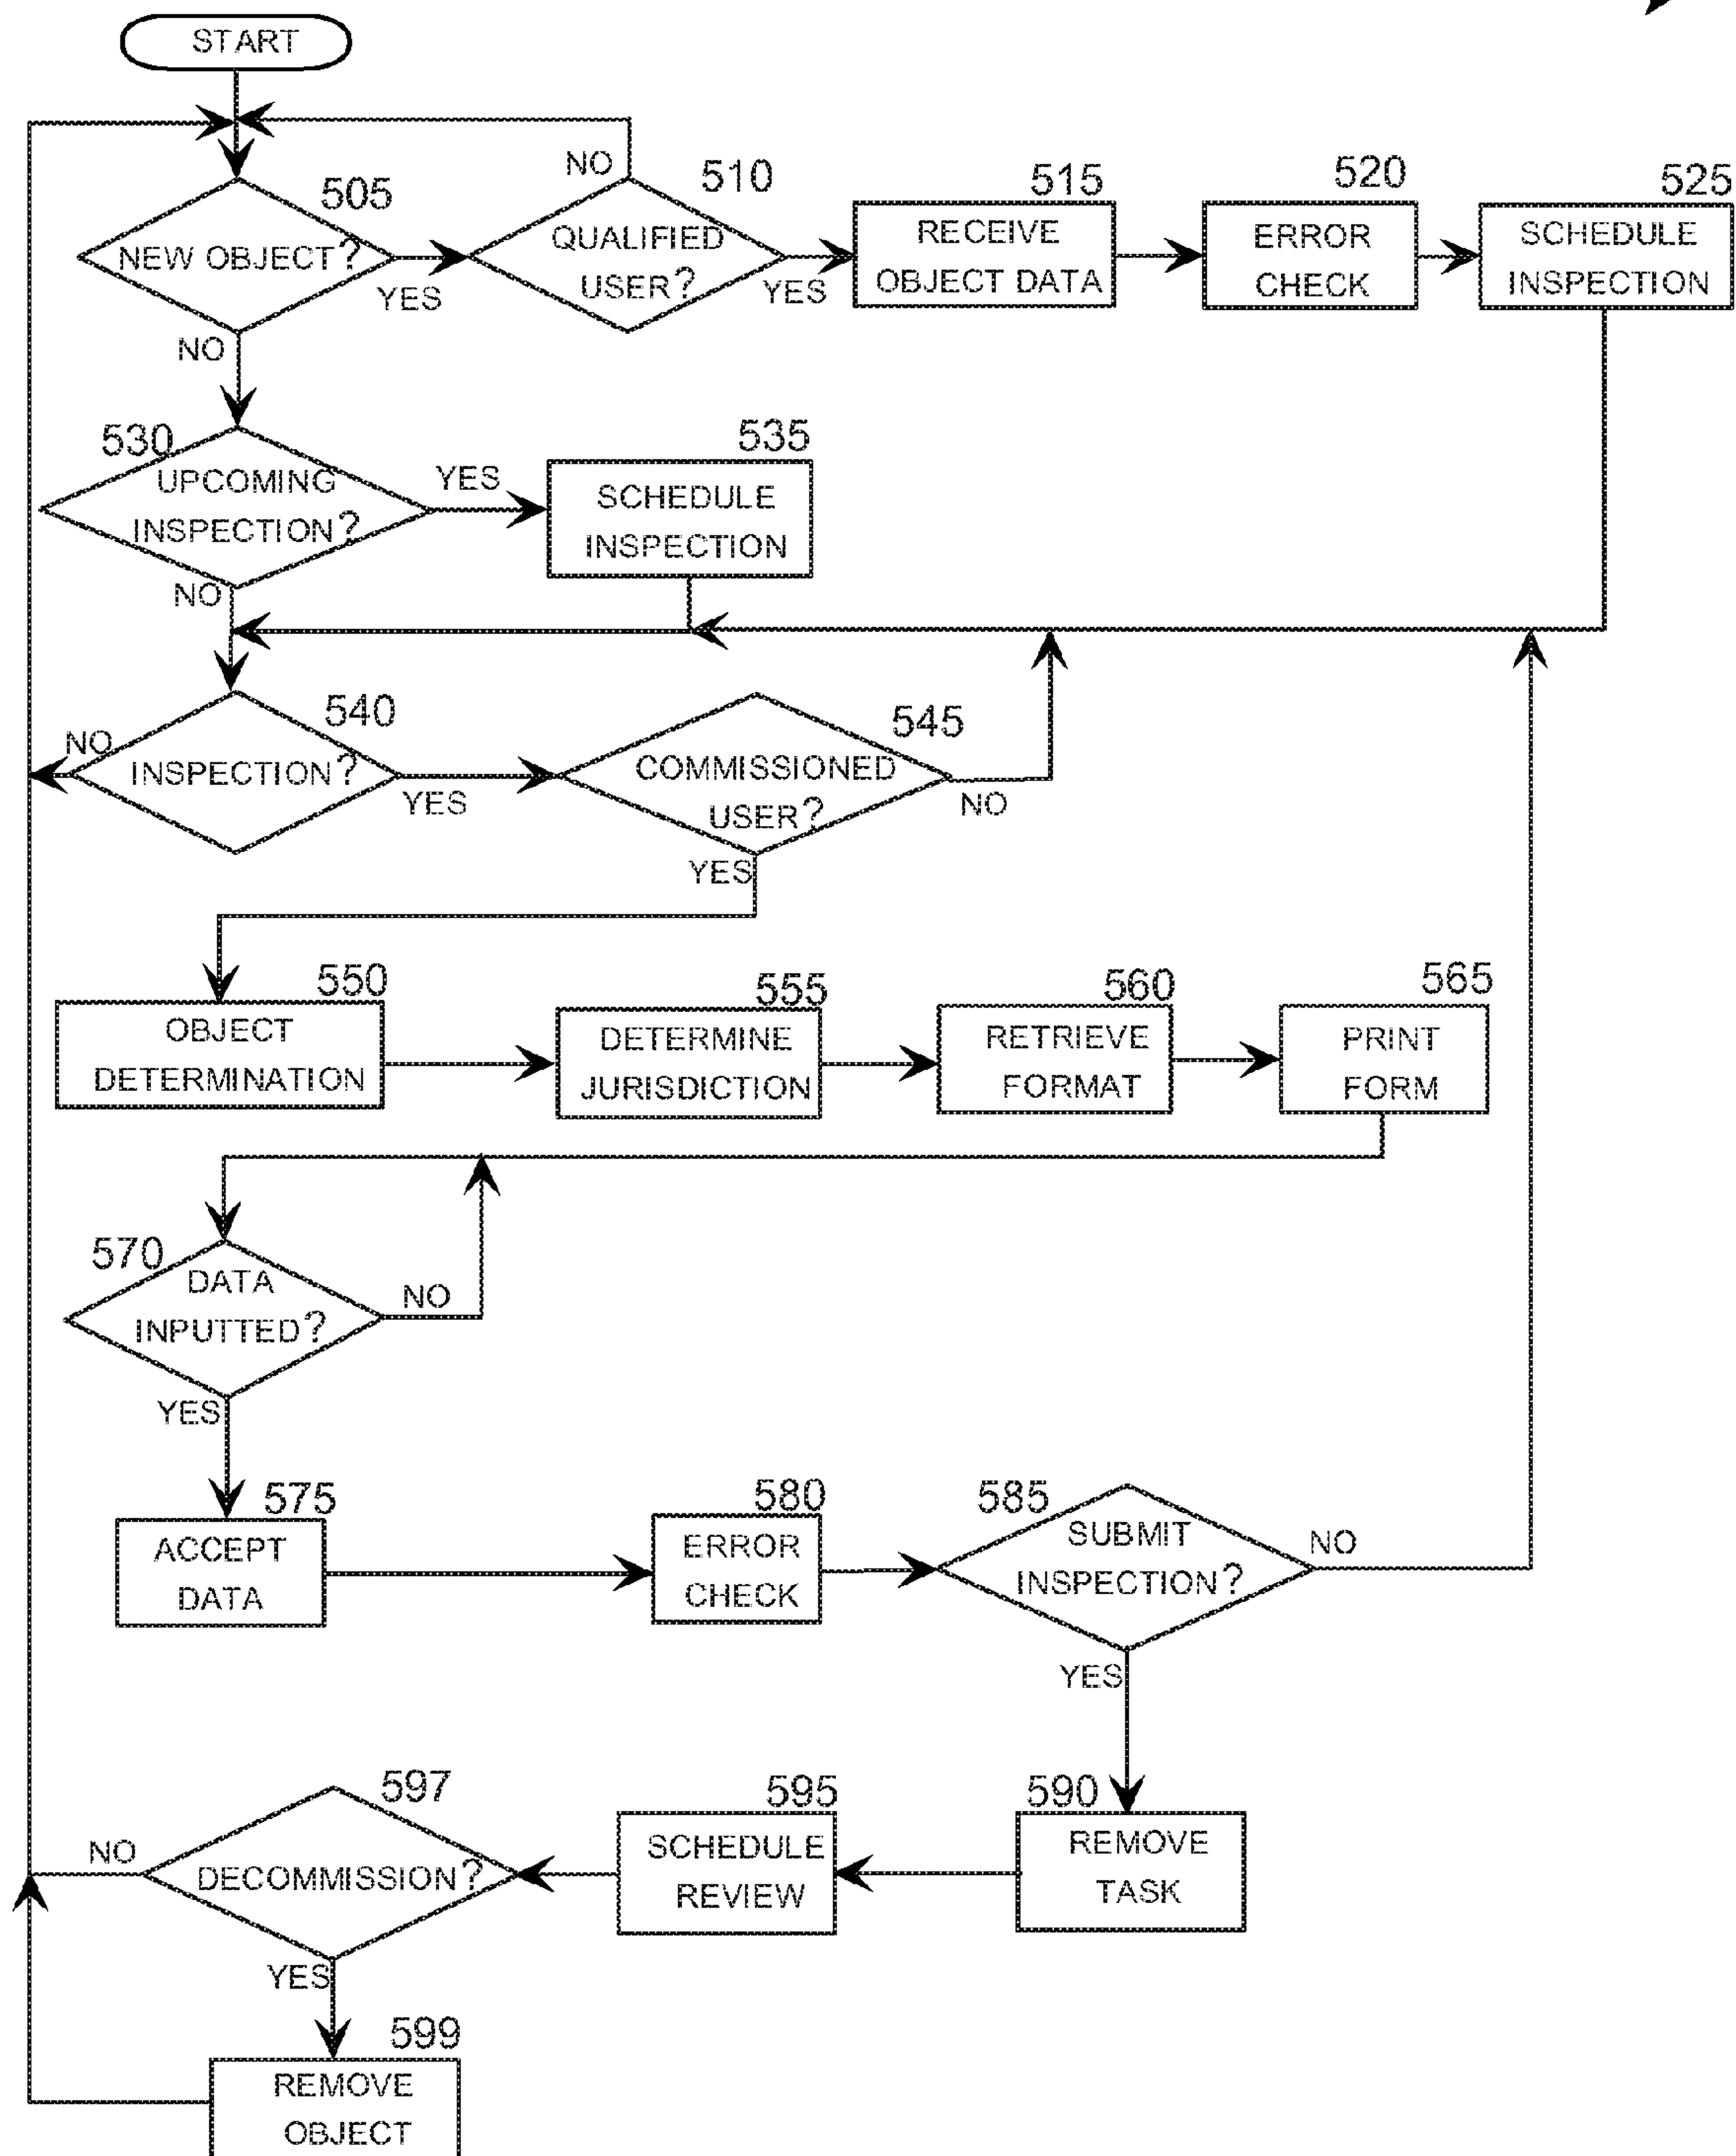 START
NO
505
510
515
520
525
NEW OBJECT?
QUALIFIED
USER?
RECEIVE
OBJECT DATA
ERROR
CHECK
SCHEDULE
INSPECTION
YES
YES
NO
530
UPCOMING
INSPECTION?
YES
535
SCHEDULE
INSPECTION
NO
540
NO
INSPECTION?
YES
545
COMMISSIONED
USER?
NO
YES
550
OBJECT
DETERMINATION
555
DETERMINE
JURISDICTION
560
RETRIEVE
FORMAT
565
PRINT
FORM
570
DATA
INPUTTED?
NO
YES
575
ACCEPT
DATA
580
ERROR
CHECK
585
SUBMIT
INSPECTION?
NO
YES
597
NO
DECOMMISSION?
595
SCHEDULE
REVIEW
590
REMOVE
TASK
YES
599
REMOVE
OBJECT